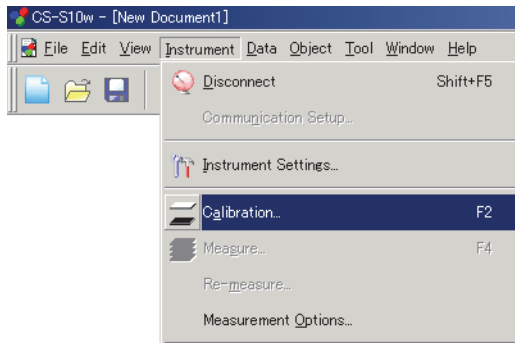 CS-S10w - [New Document1]
File Edit View Instrument Data Object Tool Window Help
Disconnect Shift+F5
Communication Setup...
Instrument Settings...
Calibration... F2
Measure... F4
Re-measure...
Measurement Options...